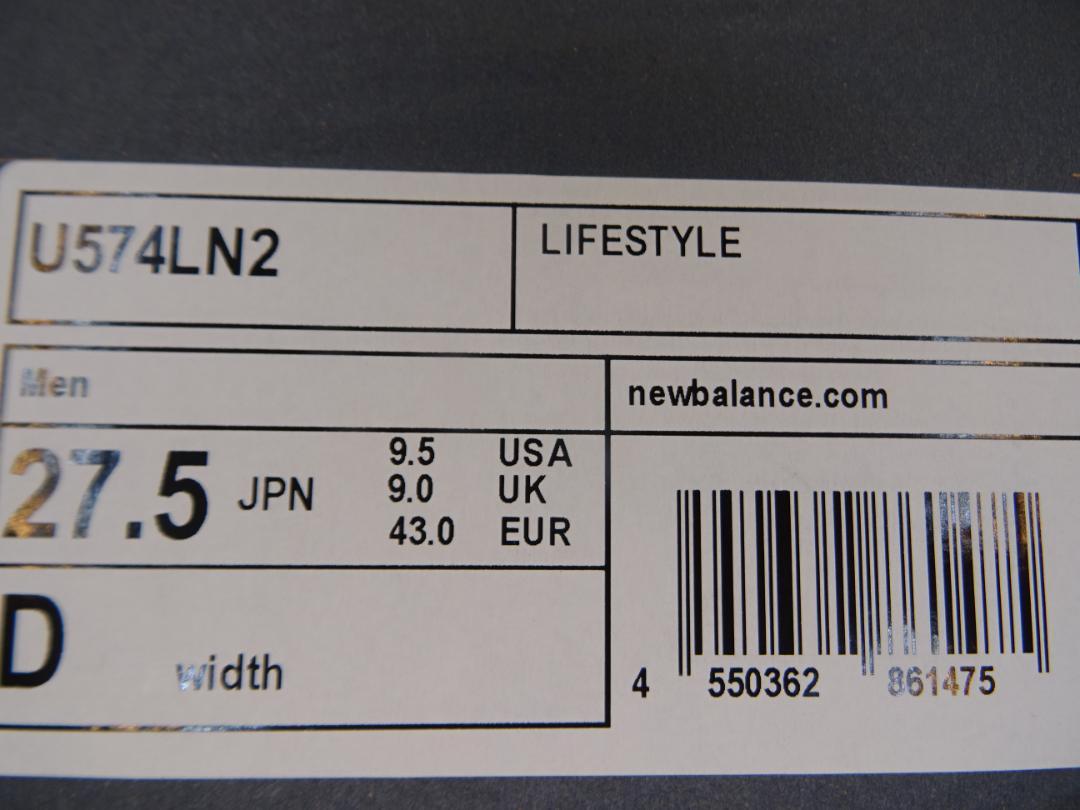 U574LN2
LIFESTYLE
Men
newbalance.com
27.5 JPN
9.5 USA
9.0 UK
43.0 EUR
D width
4 550362 861475